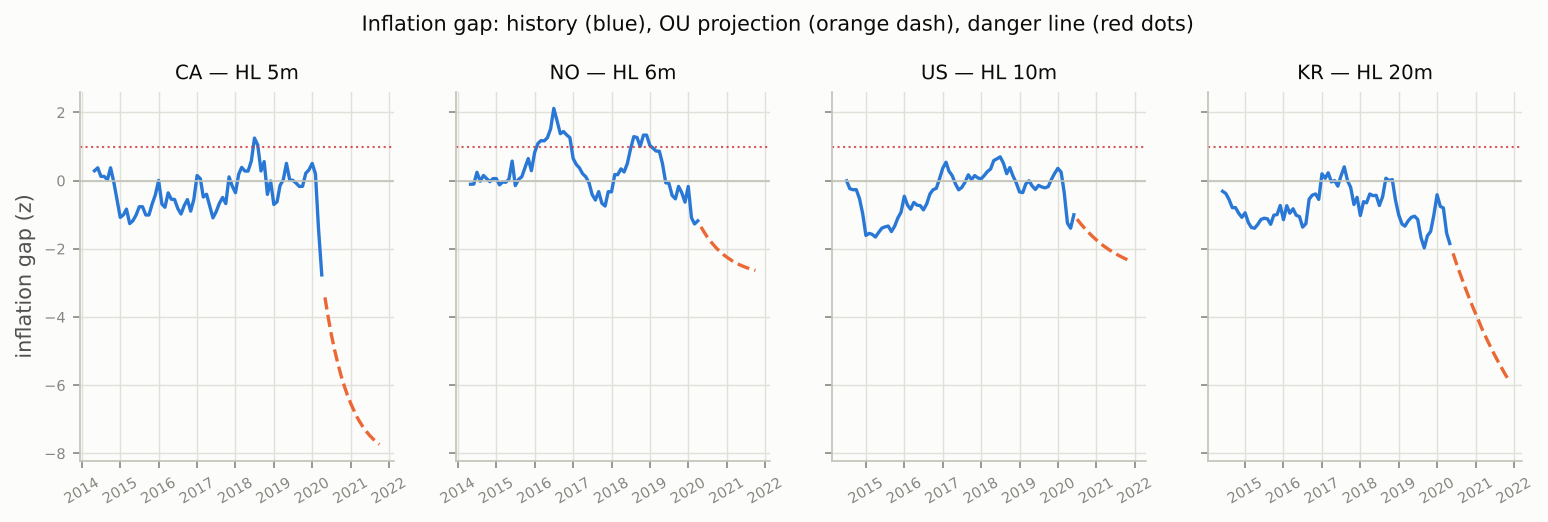 Inflation gap: history (blue), OU projection (orange dash), danger line (red dots)
CA — HL 5m
NO — HL 6m
US — HL 10m
KR — HL 20m
inflation gap (z)
2
0
−2
−4
−6
−8
2014 2015 2016 2017 2018 2019 2020 2021 2022
2014 2015 2016 2017 2018 2019 2020 2021 2022
2015 2016 2017 2018 2019 2020 2021 2022
2015 2016 2017 2018 2019 2020 2021 2022